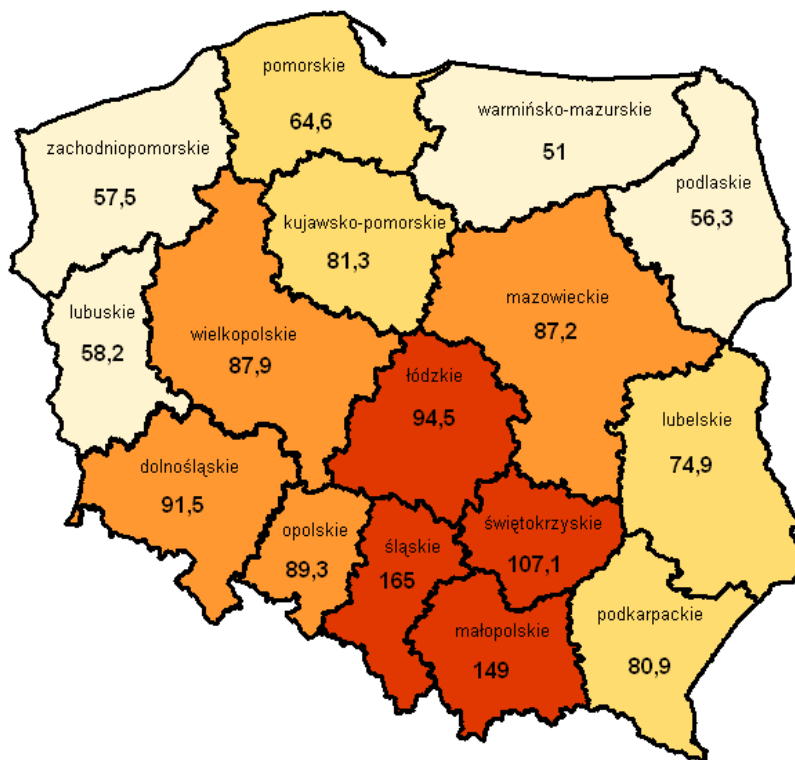 pomorskie
64,6
warmińsko-mazurskie
51
zachodniopomorskie
57,5
podlaskie
56,3
kujawsko-pomorskie
81,3
mazowieckie
87,2
lubuskie
58,2
wielkopolskie
87,9
łódzkie
94,5
lubelskie
74,9
dolnośląskie
91,5
opolskie
89,3
śląskie
165
świętokrzyskie
107,1
małopolskie
149
podkarpackie
80,9